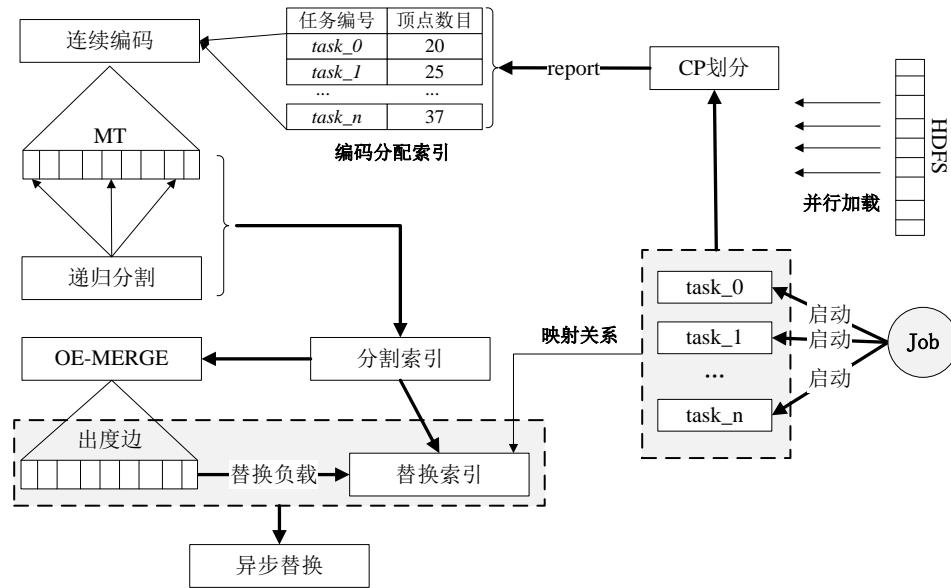 连续编码
任务编号 顶点数目
task_0 20
task_1 25
... ...
task_n 37
编码分配索引
report
CP划分
HDFS
并行加载
MT
递归分割
task_0
task_1
...
task_n
启动
启动
启动
Job
映射关系
OE-MERGE
分割索引
出度边
替换负载
替换索引
异步替换